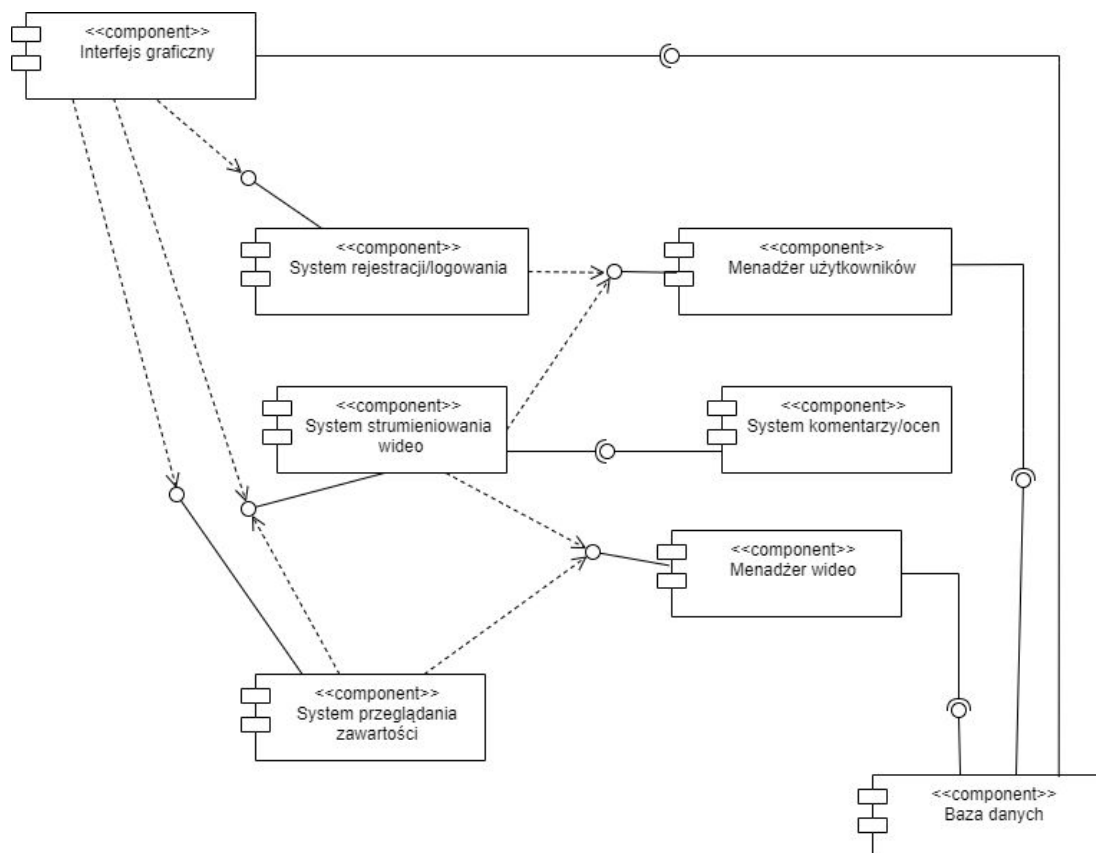 <<component>>
Interfejs graficzny
<<component>>
System rejestracji/logowania
<<component>>
Menadżer użytkowników
<<component>>
System strumieniowania
wideo
<<component>>
System komentarzy/ocen
<<component>>
Menadżer wideo
<<component>>
System przeglądania
zawartości
<<component>>
Baza danych